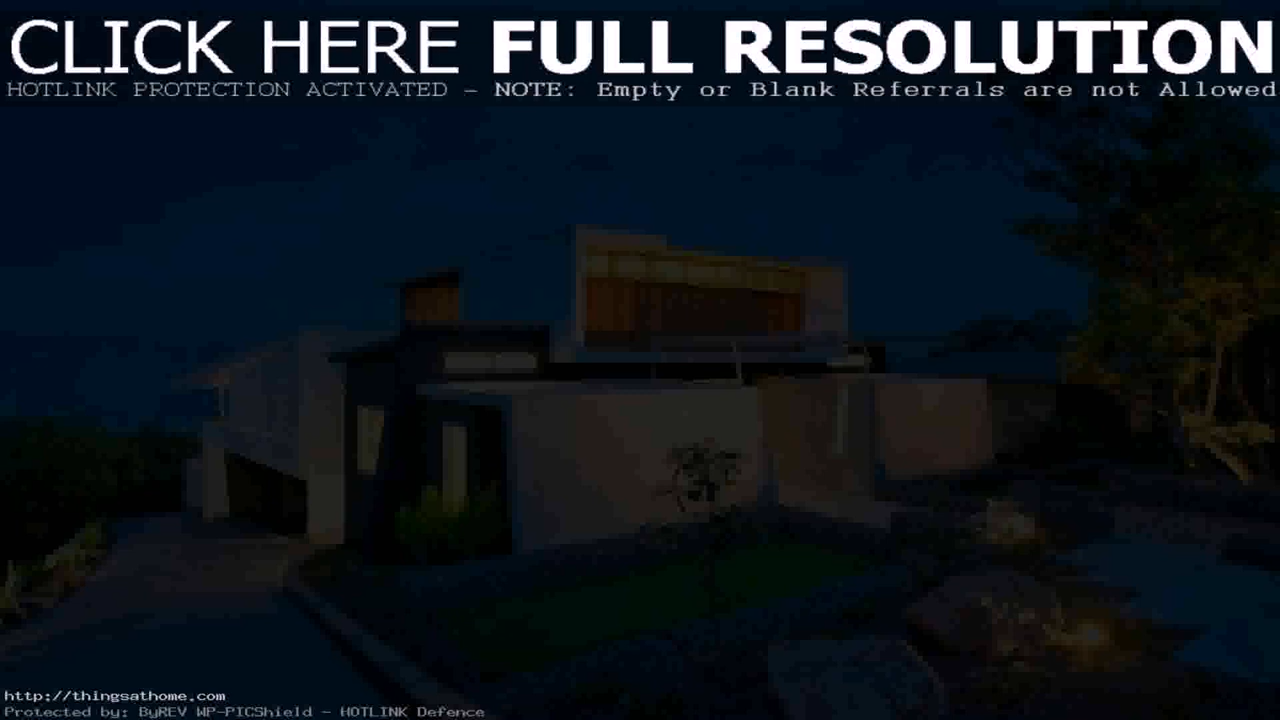 CLICK HERE FULL RESOLUTION
HOTLINK PROTECTION ACTIVATED - NOTE: Empty or Blank Referrals are not Allowed
http://thingsathome.com
Protected by: ByREV WP-PICShield - HOTLINK Defence